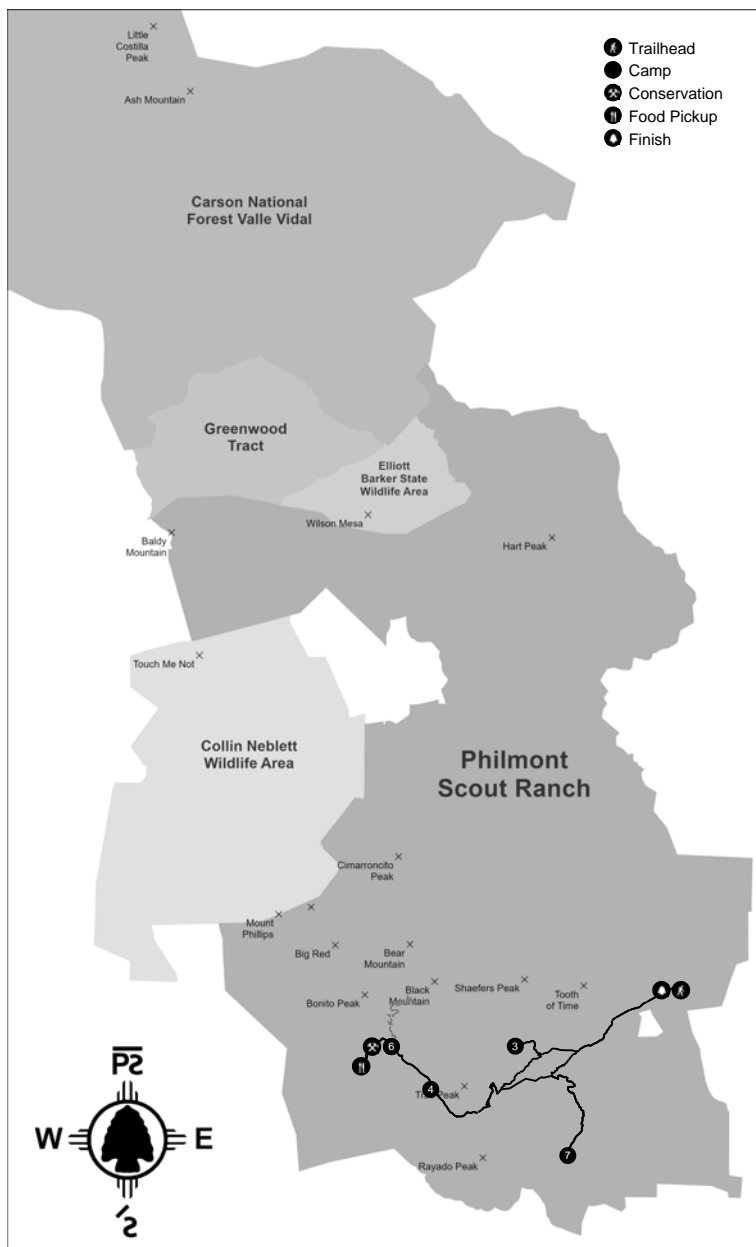 Little
Costilla
Peak
Trailhead
Camp
Conservation
Food Pickup
Finish
Ash Mountain
Carson National
Forest Valle Vidal
Greenwood
Tract
Elliott
Barker State
Wildlife Area
Wilson Mesa
Baldy
Mountain
Hart Peak
Touch Me Not
Collin Neblett
Wildlife Area
Philmont
Scout Ranch
Cimarroncito
Peak
Mount
Phillips
Big Red
Bear
Mountain
Bonito Peak
Black
Mountain
Shaefers Peak
Tooth
of Time
3
6
4
Peak
7
Rayado Peak
W
E